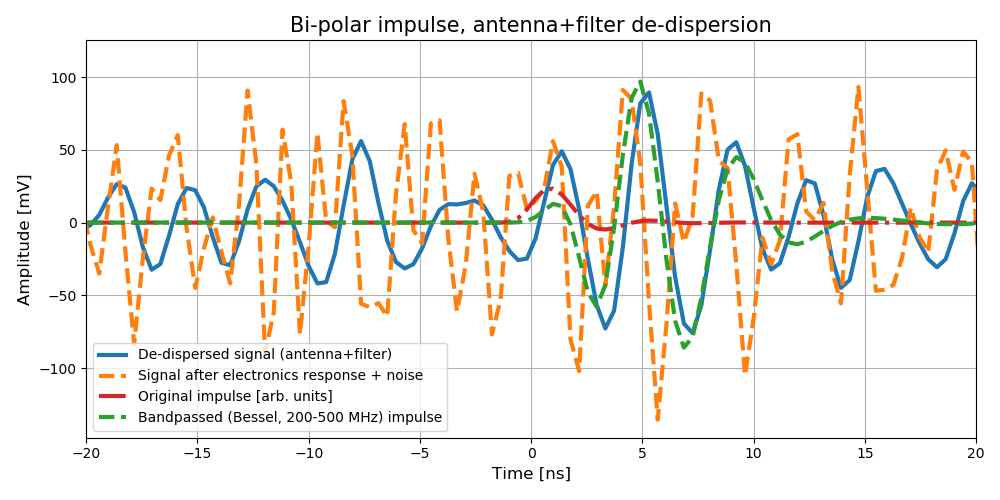 Bi-polar impulse, antenna+filter de-dispersion
Amplitude [mV]
100
50
0
−50
−100
De-dispersed signal (antenna+filter)
Signal after electronics response + noise
Original impulse [arb. units]
Bandpassed (Bessel, 200-500 MHz) impulse
−20
−15
−10
−5
0
5
10
15
20
Time [ns]